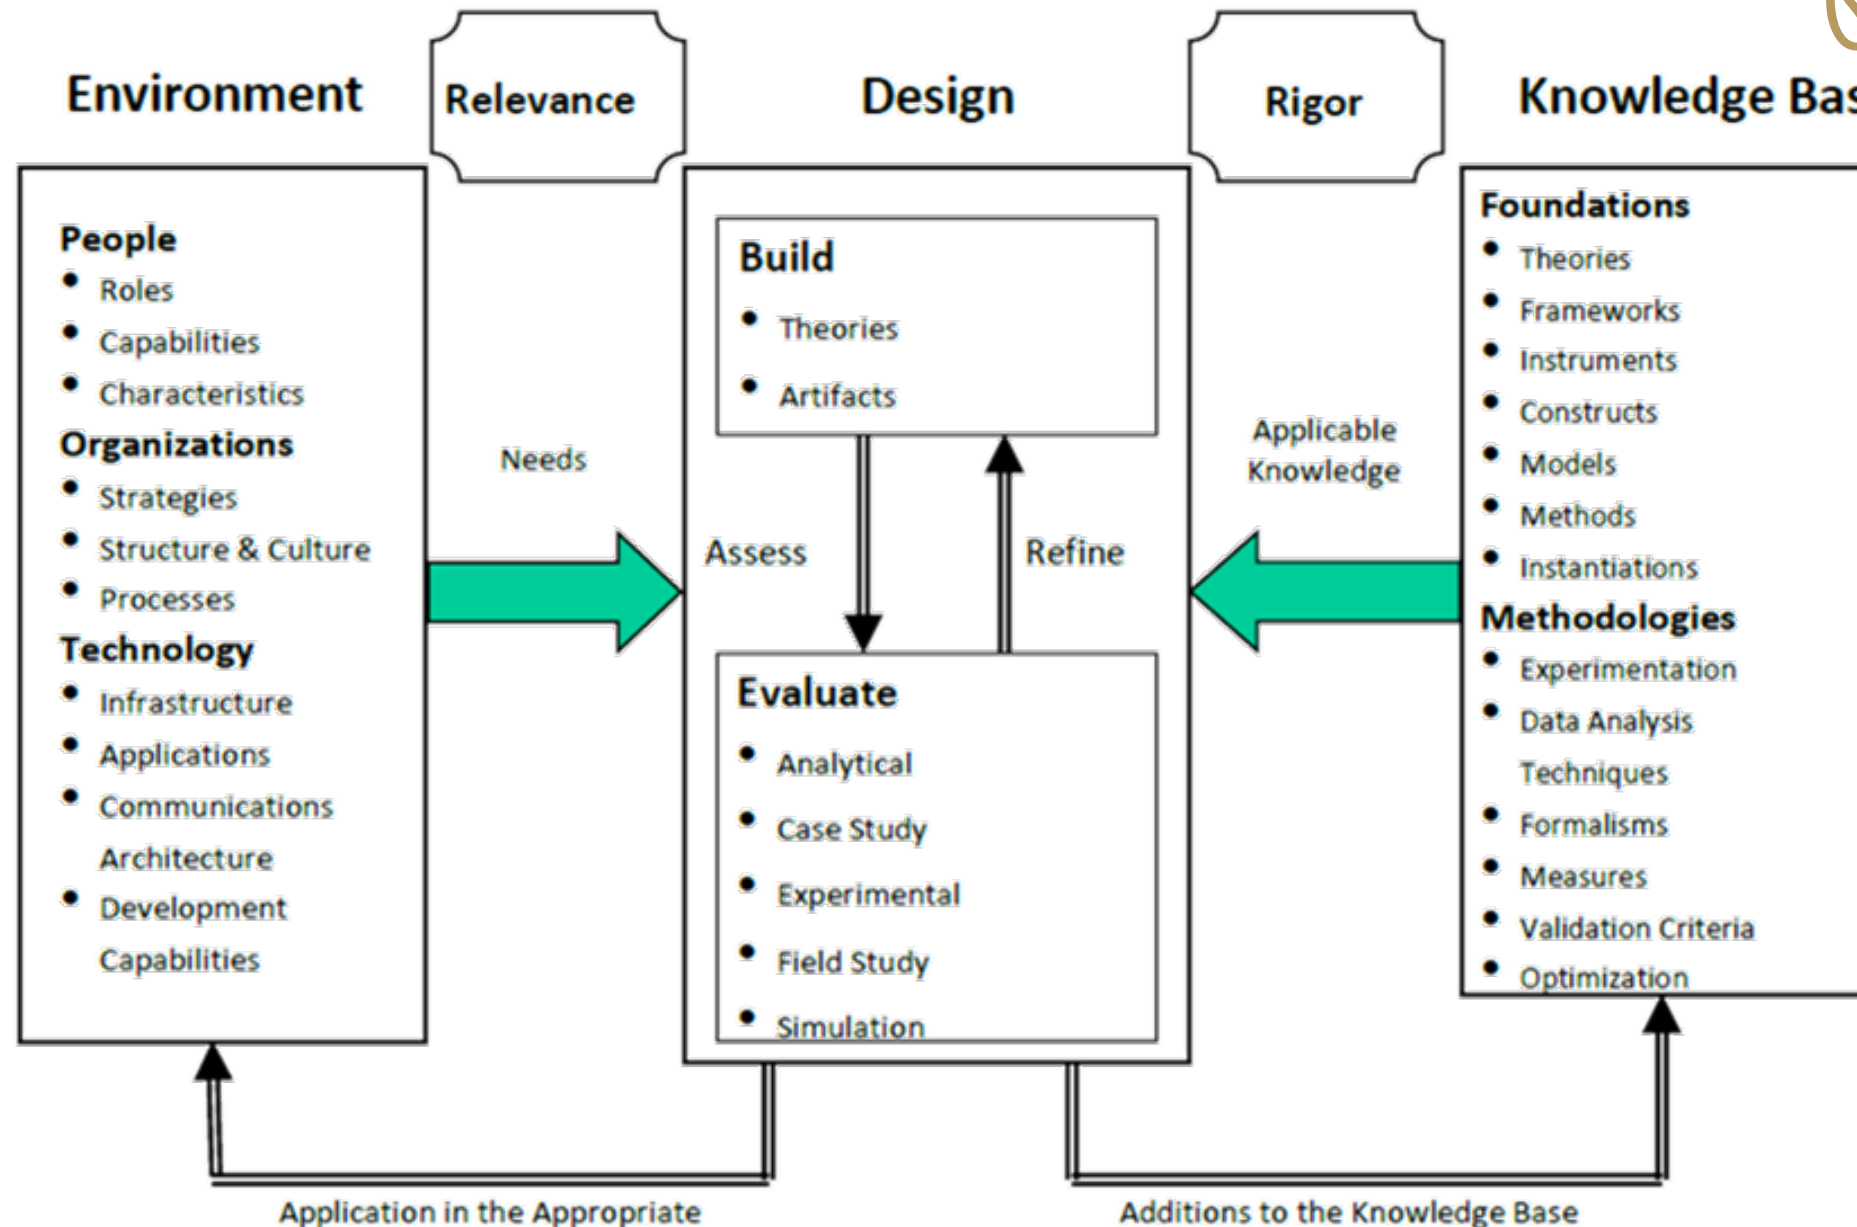 Environment
Relevance
Design
Rigor
Knowledge Bas
People
• Roles
• Capabilities
• Characteristics
Organizations
• Strategies
• Structure & Culture
• Processes
Technology
• Infrastructure
• Applications
• Communications
Architecture
• Development
Capabilities
Needs
Build
• Theories
• Artifacts
Assess
Refine
Evaluate
• Analytical
• Case Study
• Experimental
• Field Study
• Simulation
Applicable
Knowledge
Foundations
• Theories
• Frameworks
• Instruments
• Constructs
• Models
• Methods
• Instantiations
Methodologies
• Experimentation
• Data Analysis
Techniques
• Formalisms
• Measures
• Validation Criteria
• Optimization
Application in the Appropriate
Additions to the Knowledge Base